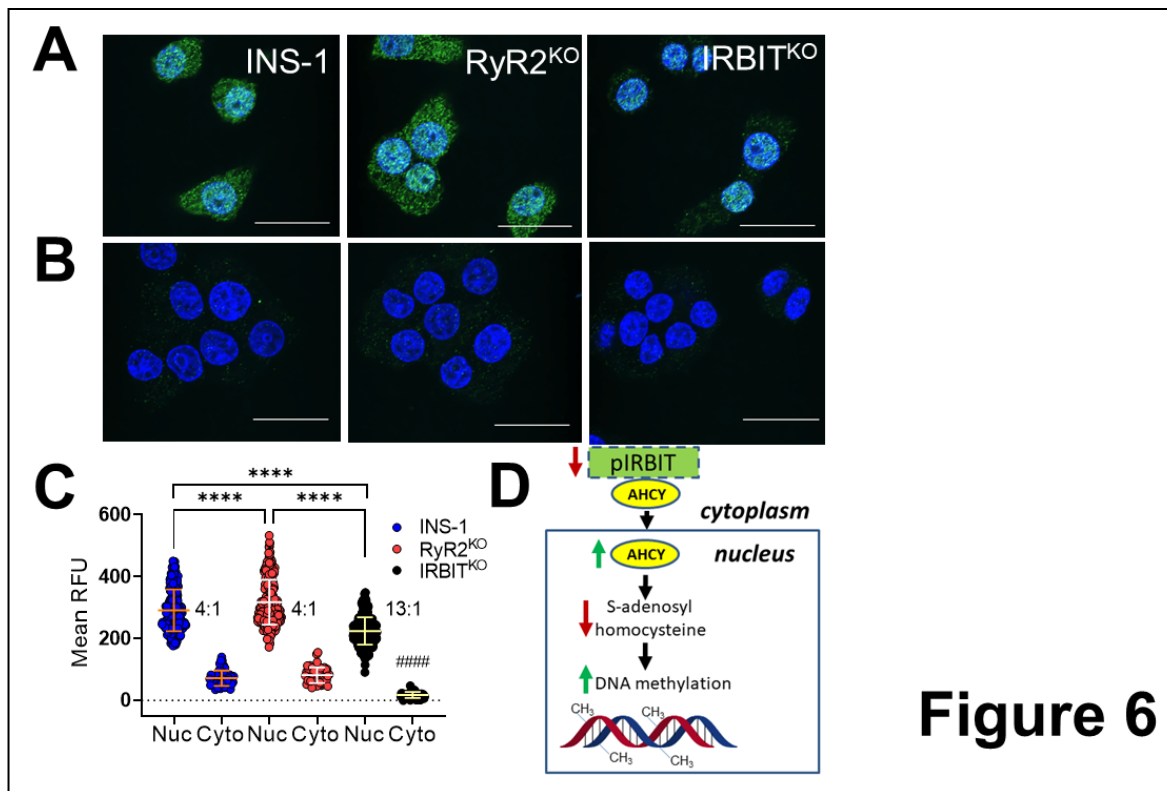 A
INS-1
RyR2ᴷᴼ
IRBITᴷᴼ
B
C
****
****
****
INS-1
RyR2ᴷᴼ
IRBITᴷᴼ
Mean RFU
600
400
200
0
4:1
4:1
13:1
####
Nuc Cyto Nuc Cyto Nuc Cyto
D
pIRBIT
AHCY
cytoplasm
AHCY
nucleus
S-adenosyl
homocysteine
DNA methylation
CH₃
CH₃
CH₃
CH₃
Figure 6